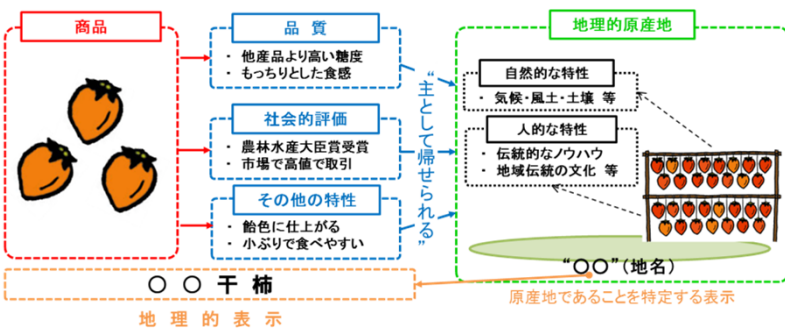 商品
品質
・ 他産品より高い糖度
・ もっちりとした食感
社会的評価
・ 農林水産大臣賞受賞
・ 市場で高値で取引
その他の特性
・ 飴色に仕上がる
・ 小ぶりで食べやすい
“主として帰せられる”
地理的原産地
自然的な特性
・ 気候・風土・土壌 等
人的な特性
・ 伝統的なノウハウ
・ 地域伝統の文化 等
“〇〇”(地名)
〇 〇 干 柿
原産地であることを特定する表示
地 理 的 表 示